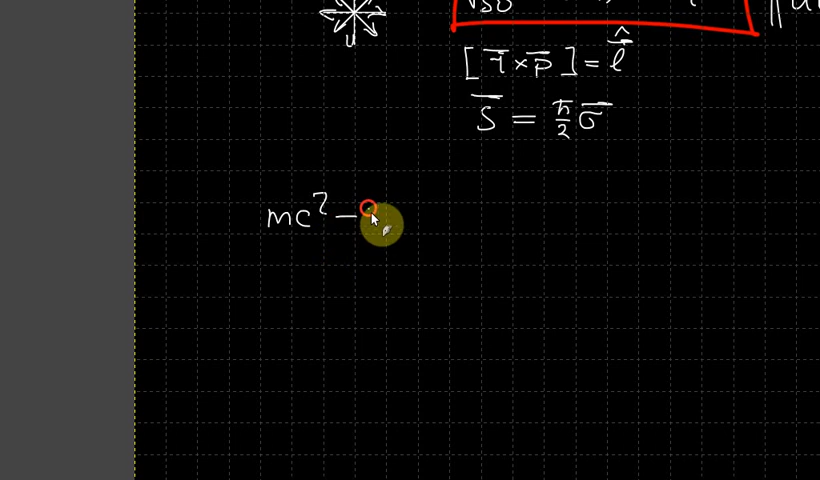 U
[r̄ × p̄] = l̂
S̄ = ħ/2 σ̄
mc² −